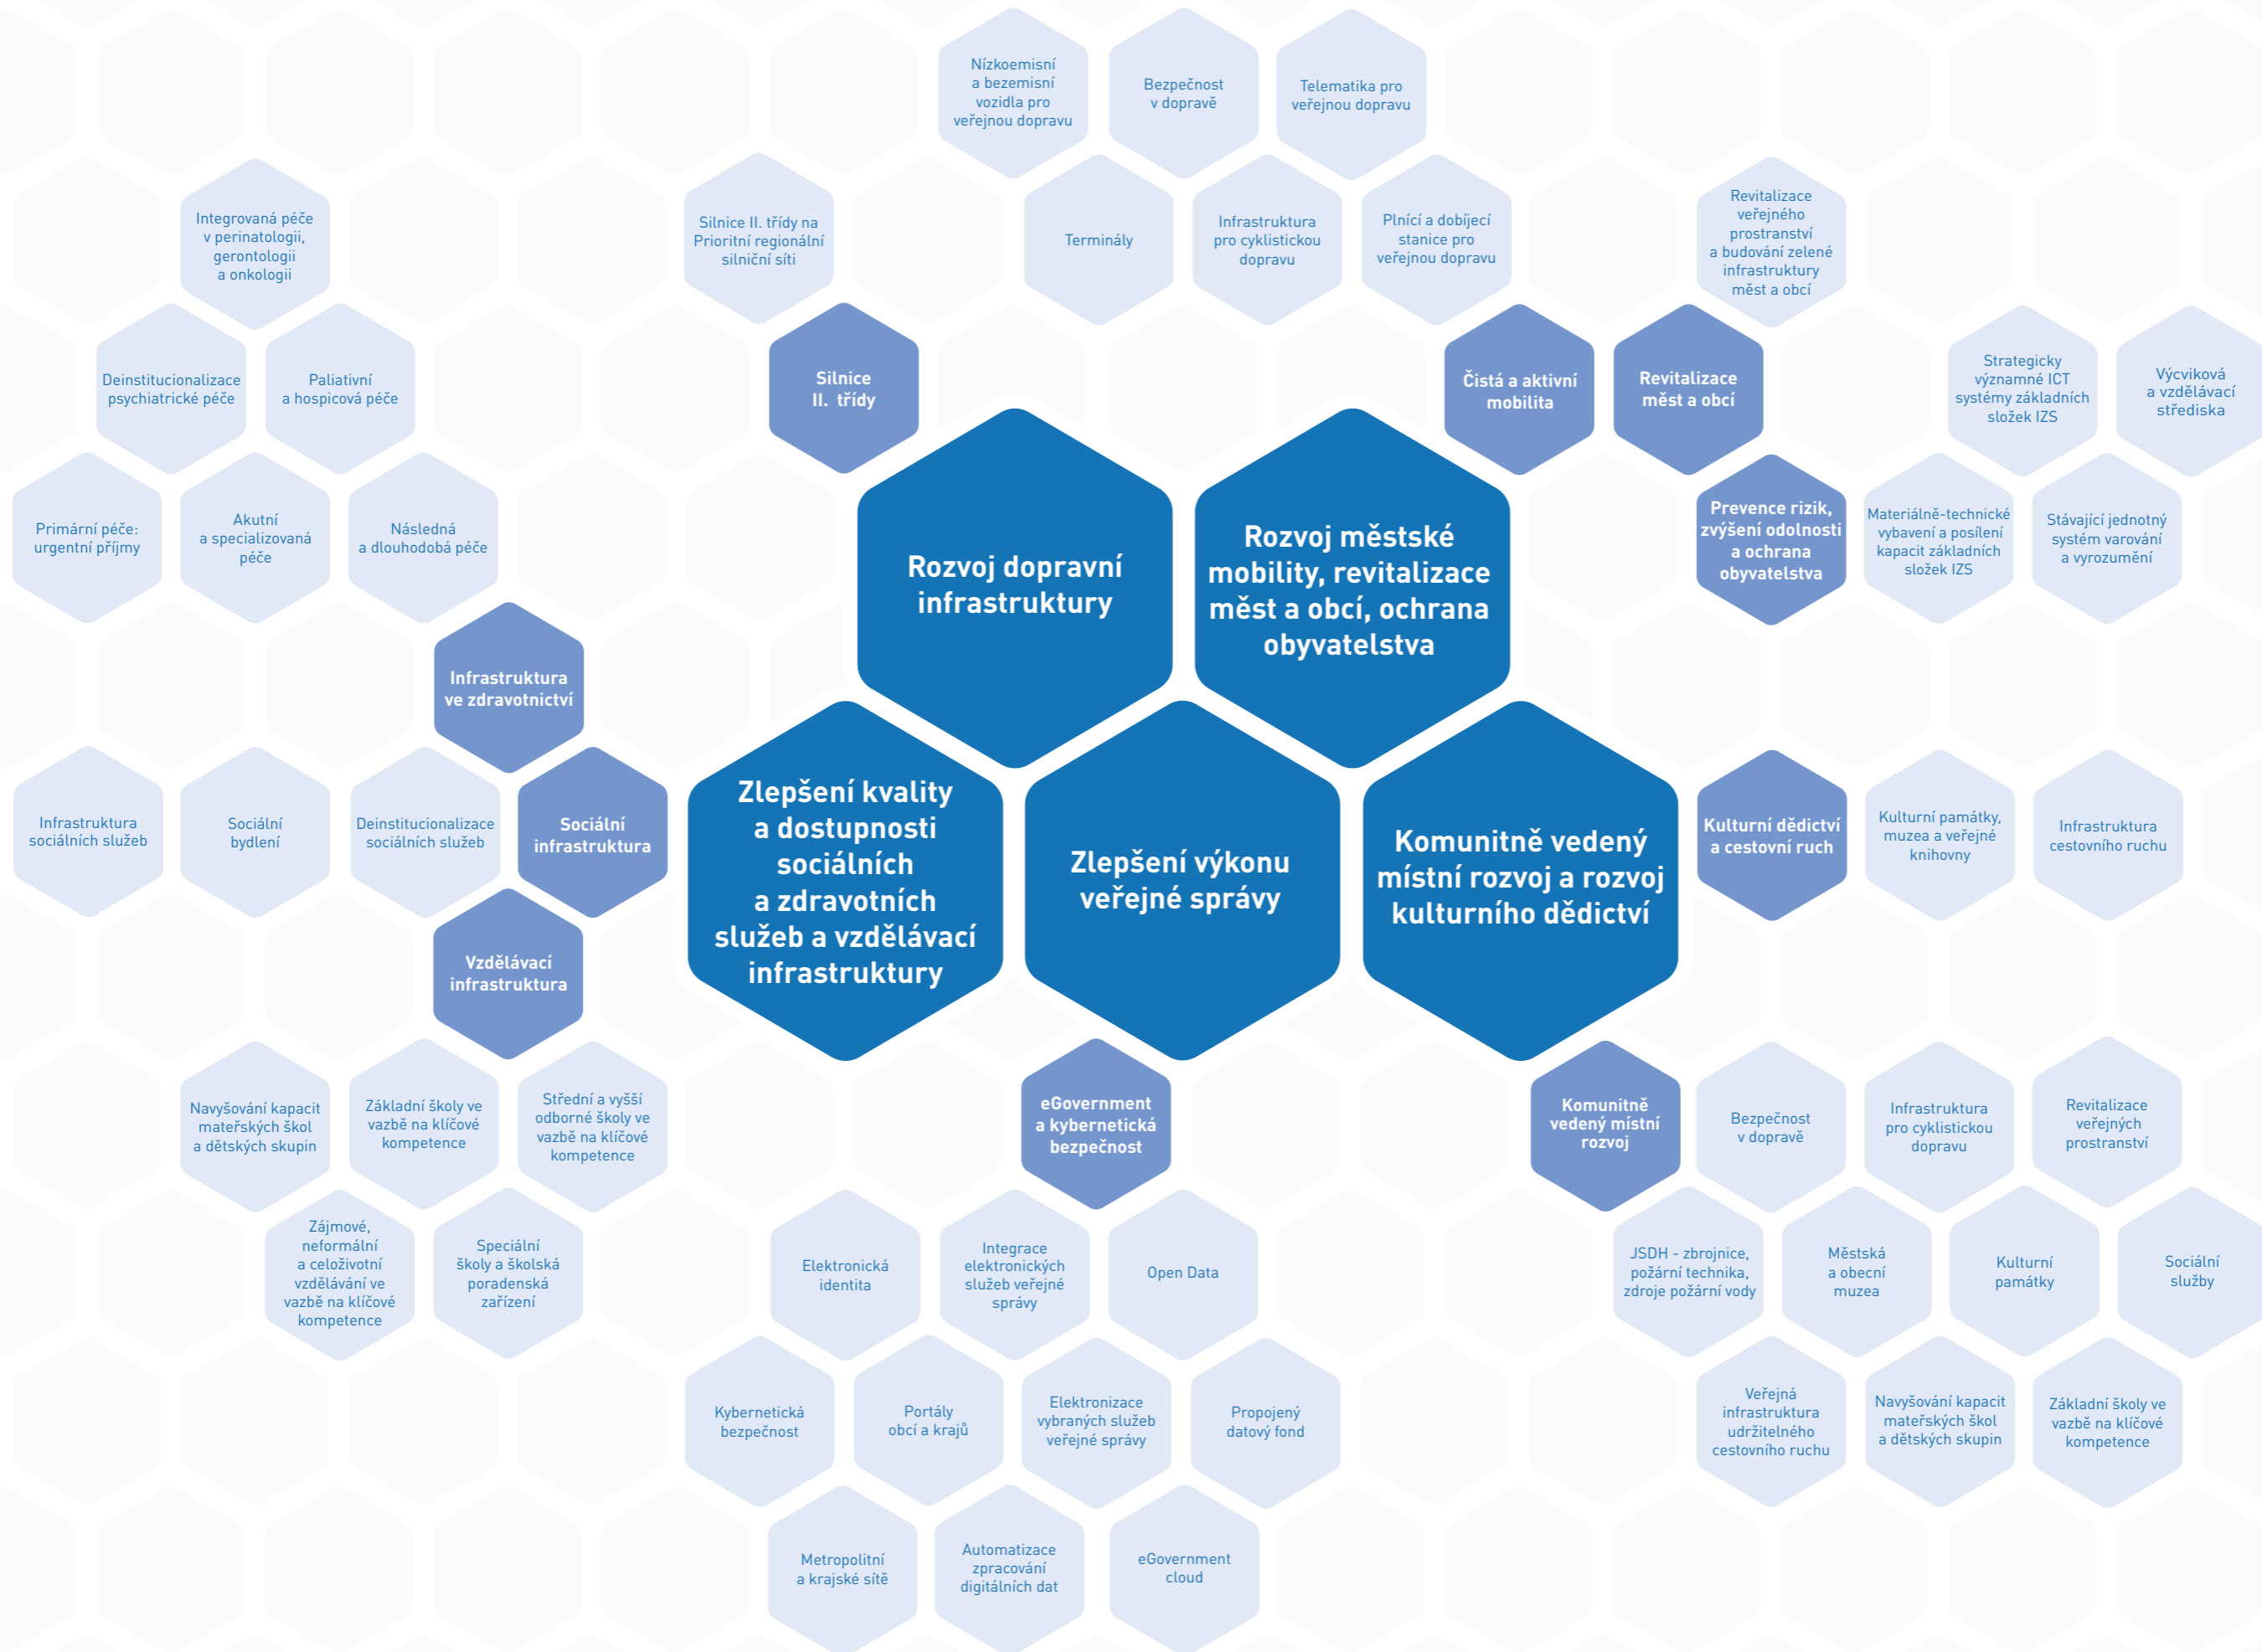 Nízkoemisní
a bezemisní
vozidla pro
veřejnou dopravu
Bezpečnost
v dopravě
Telematika pro
veřejnou dopravu
Integrovaná péče
v perinatologii,
gerontologii
a onkologii
Silnice II. třídy na
Prioritní regionální
silniční síti
Terminály
Infrastruktura
pro cyklistickou
dopravu
Plnící a dobíjecí
stanice pro
veřejnou dopravu
Revitalizace
veřejného
prostranství
a budování zelené
infrastruktury
měst a obcí
Deinstitucionalizace
psychiatrické péče
Paliativní
a hospicová péče
Silnice
II. třídy
Čistá a aktivní
mobilita
Revitalizace
měst a obcí
Strategicky
významné ICT
systémy základních
složek IZS
Výcviková
a vzdělávací
střediska
Primární péče:
urgentní příjmy
Akutní
a specializovaná
péče
Následná
a dlouhodobá péče
Rozvoj dopravní
infrastruktury
Rozvoj městské
mobility, revitalizace
měst a obcí, ochrana
obyvatelstva
Prevence rizik,
zvýšení odolnosti
a ochrana
obyvatelstva
Materiálně-technické
vybavení a posílení
kapacit základních
složek IZS
Stávající jednotný
systém varování
a vyrozumění
Infrastruktura
ve zdravotnictví
Infrastruktura
sociálních služeb
Sociální
bydlení
Deinstitucionalizace
sociálních služeb
Sociální
infrastruktura
Zlepšení kvality
a dostupnosti
sociálních
a zdravotních
služeb a vzdělávací
infrastruktury
Zlepšení výkonu
veřejné správy
Komunitně vedený
místní rozvoj a rozvoj
kulturního dědictví
Kulturní dědictví
a cestovní ruch
Kulturní památky,
muzea a veřejné
knihovny
Infrastruktura
cestovního ruchu
Vzdělávací
infrastruktura
Navyšování kapacit
mateřských škol
a dětských skupin
Základní školy ve
vazbě na klíčové
kompetence
Střední a vyšší
odborné školy ve
vazbě na klíčové
kompetence
eGovernment
a kybernetická
bezpečnost
Komunitně
vedený místní
rozvoj
Bezpečnost
v dopravě
Infrastruktura
pro cyklistickou
dopravu
Revitalizace
veřejných
prostranství
Zájmové,
neformální
a celoživotní
vzdělávání ve
vazbě na klíčové
kompetence
Speciální
školy a školská
poradenská
zařízení
Elektronická
identita
Integrace
elektronických
služeb veřejné
správy
Open Data
JSDH - zbrojnice,
požární technika,
zdroje požární vody
Městská
a obecní
muzea
Kulturní
památky
Sociální
služby
Kybernetická
bezpečnost
Portály
obcí a krajů
Elektronizace
vybraných služeb
veřejné správy
Propojený
datový fond
Veřejná
infrastruktura
udržitelného
cestovního ruchu
Navyšování kapacit
mateřských škol
a dětských skupin
Základní školy ve
vazbě na klíčové
kompetence
Metropolitní
a krajské sítě
Automatizace
zpracování
digitálních dat
eGovernment
cloud